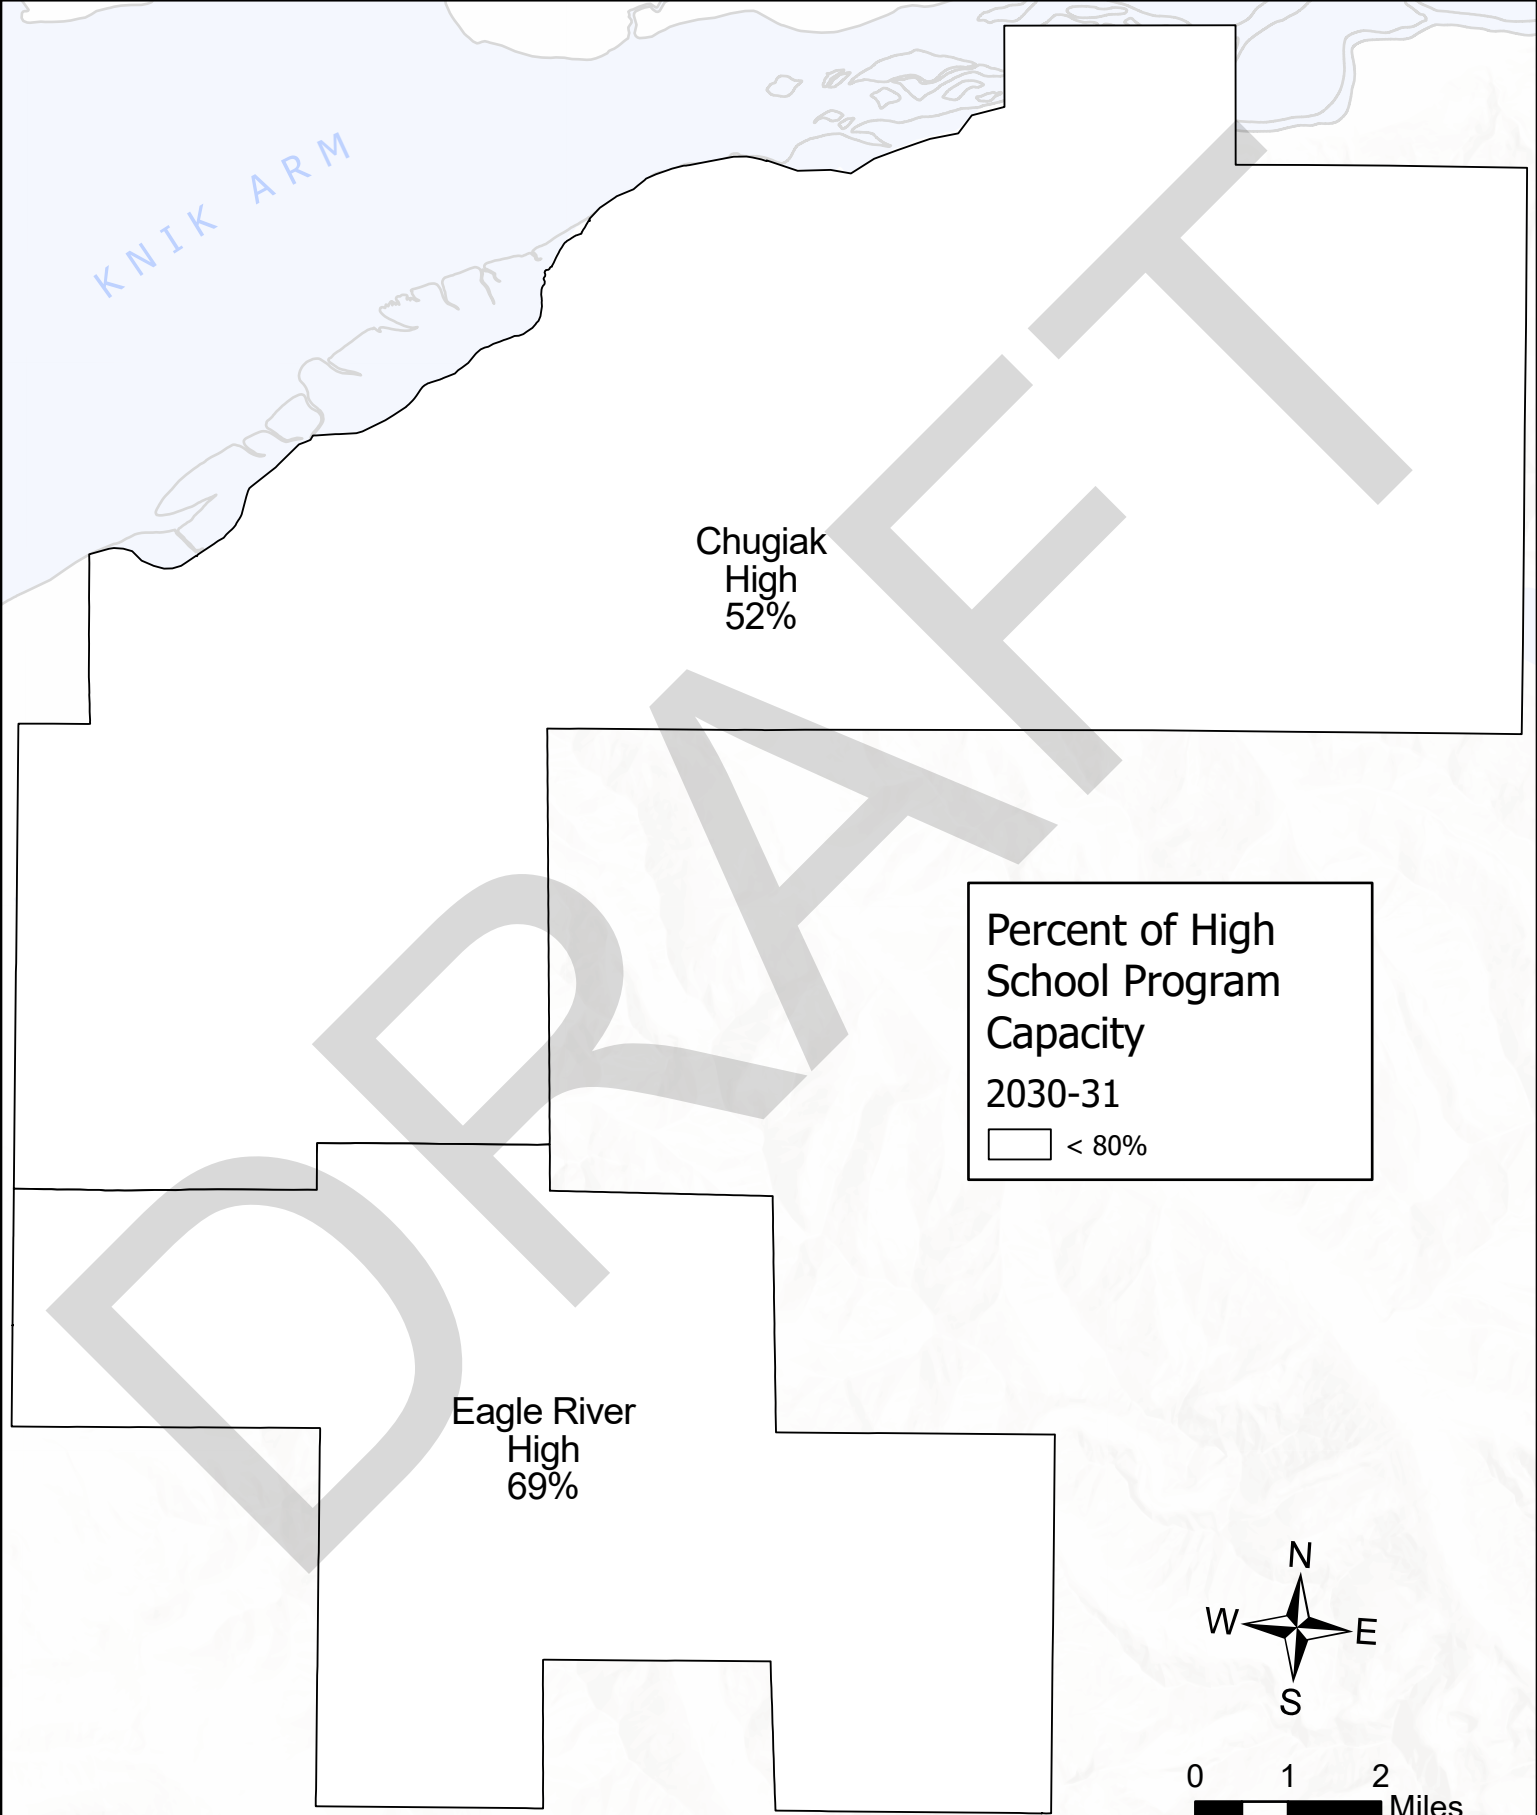 KNIK ARM
Chugiak
High
52%
DRAFT
Percent of High
School Program
Capacity
2030-31
< 80%
Eagle River
High
69%
N
W
E
S
0 1 2
Miles